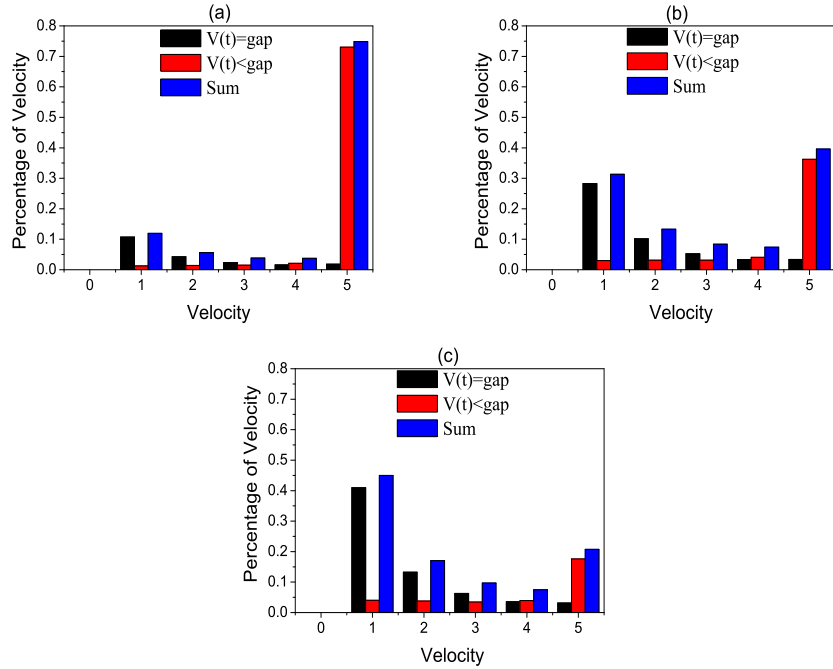 (a)
0.8
0.7
0.6
0.5
0.4
0.3
0.2
0.1
0.0
Percentage of Velocity
V(t)=gap
V(t)<gap
Sum
0 1 2 3 4 5
Velocity
(b)
0.8
0.7
0.6
0.5
0.4
0.3
0.2
0.1
0.0
Percentage of Velocity
V(t)=gap
V(t)<gap
Sum
0 1 2 3 4 5
Velocity
(c)
0.8
0.7
0.6
0.5
0.4
0.3
0.2
0.1
0.0
Percentage of Velocity
V(t)=gap
V(t)<gap
Sum
0 1 2 3 4 5
Velocity